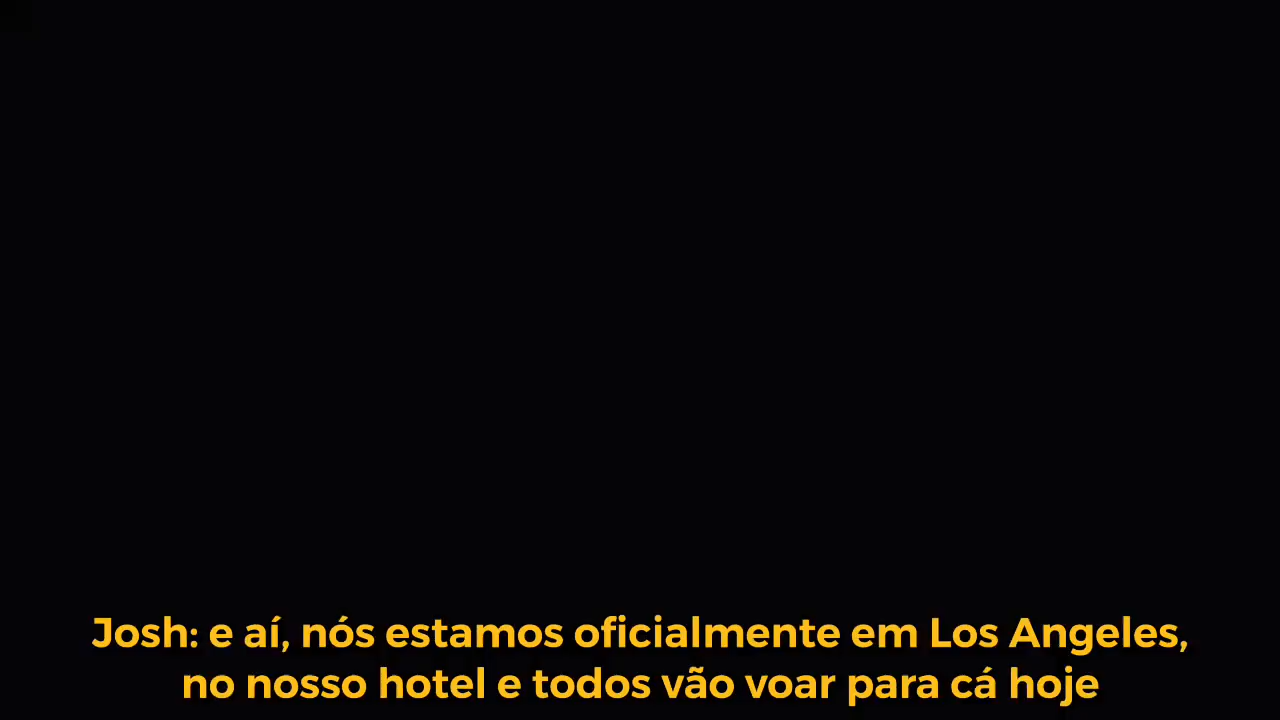 Josh: e aí, nós estamos oficialmente em Los Angeles,
no nosso hotel e todos vão voar para cá hoje